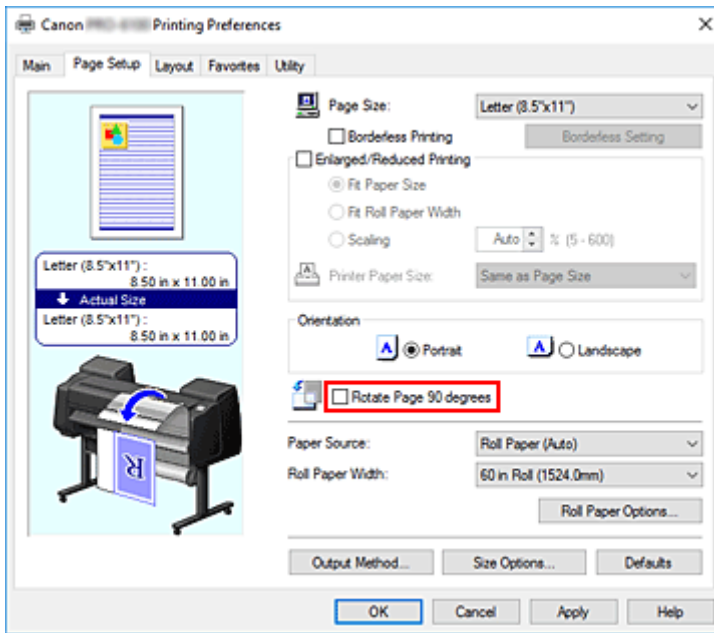 Canon Printing Preferences
Main Page Setup Layout Favorites Utility
Page Size: Letter (8.5"x11")
Borderless Printing Borderless Setting
Enlarged/Reduced Printing
Fit Paper Size
Fit Roll Paper Width
Scaling Auto % (5 - 600)
Printer Paper Size: Same as Page Size
Letter (8.5"x11") :
8.50 in x 11.00 in
Actual Size
Letter (8.5"x11") :
8.50 in x 11.00 in
Orientation
A Portrait A Landscape
Rotate Page 90 degrees
Paper Source: Roll Paper (Auto)
Roll Paper Width: 60 in Roll (1524.0mm)
Roll Paper Options...
R
Output Method... Size Options... Defaults
OK Cancel Apply Help